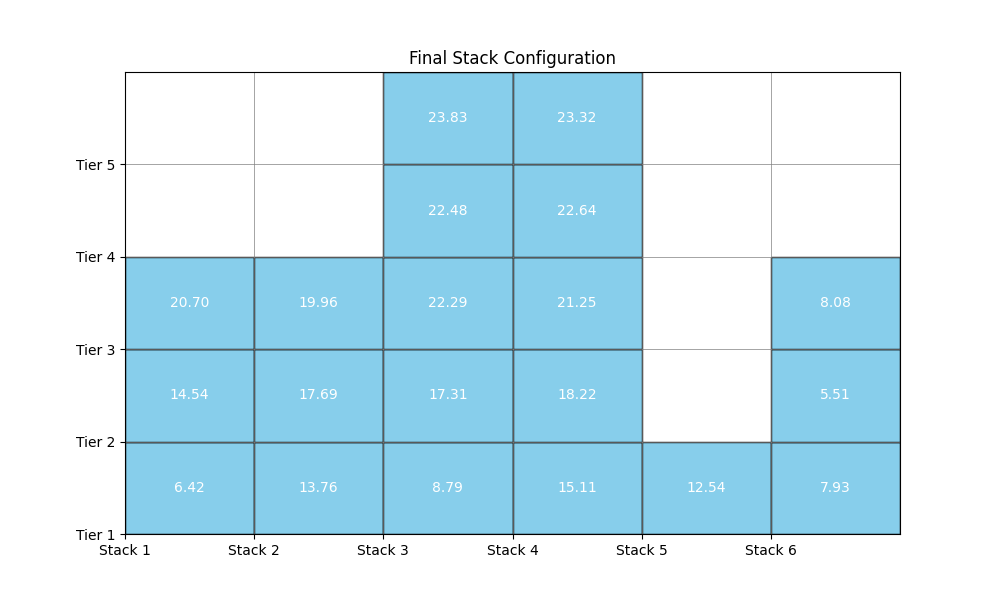 Final Stack Configuration
23.83 23.32
Tier 5
22.48 22.64
Tier 4
20.70 19.96 22.29 21.25 8.08
Tier 3
14.54 17.69 17.31 18.22 5.51
Tier 2
6.42 13.76 8.79 15.11 12.54 7.93
Tier 1
Stack 1 Stack 2 Stack 3 Stack 4 Stack 5 Stack 6